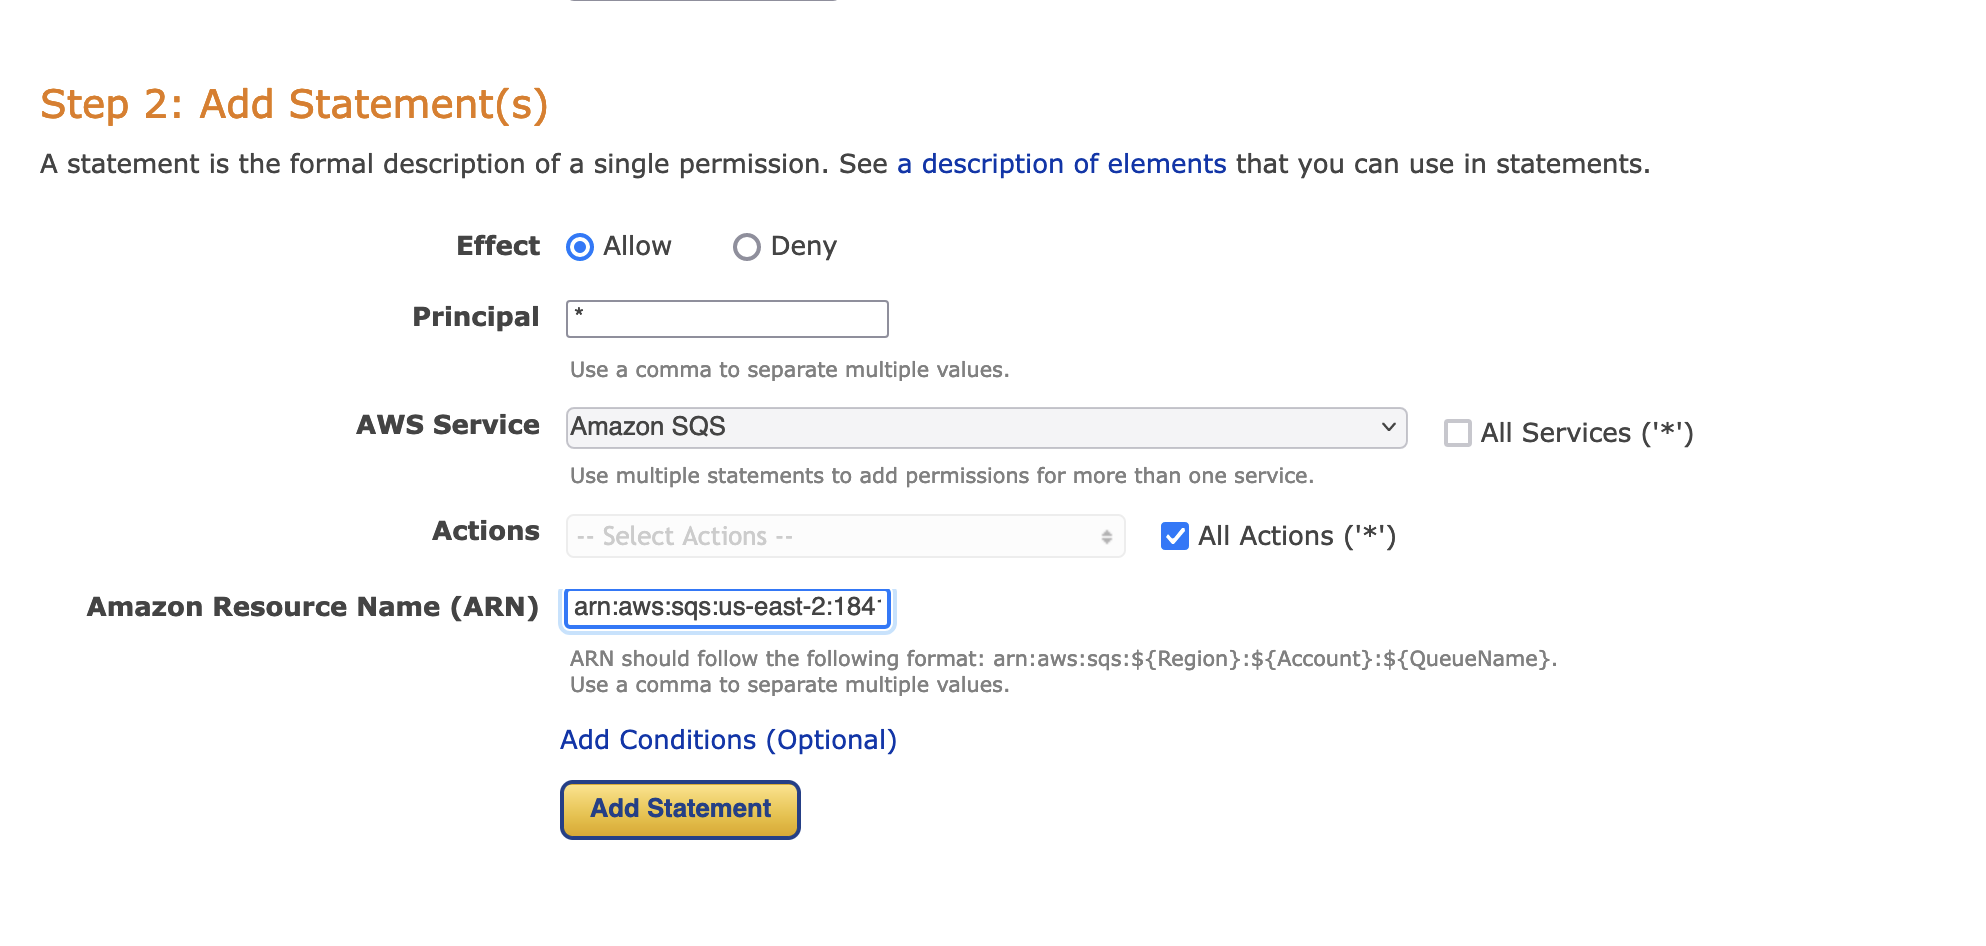 Step 2: Add Statement(s)
A statement is the formal description of a single permission. See a description of elements that you can use in statements.
Effect Allow Deny
Principal *
Use a comma to separate multiple values.
AWS Service Amazon SQS All Services ('*')
Use multiple statements to add permissions for more than one service.
Actions -- Select Actions -- All Actions ('*')
Amazon Resource Name (ARN) arn:aws:sqs:us-east-2:184
ARN should follow the following format: arn:aws:sqs:${Region}:${Account}:${QueueName}.
Use a comma to separate multiple values.
Add Conditions (Optional)
Add Statement